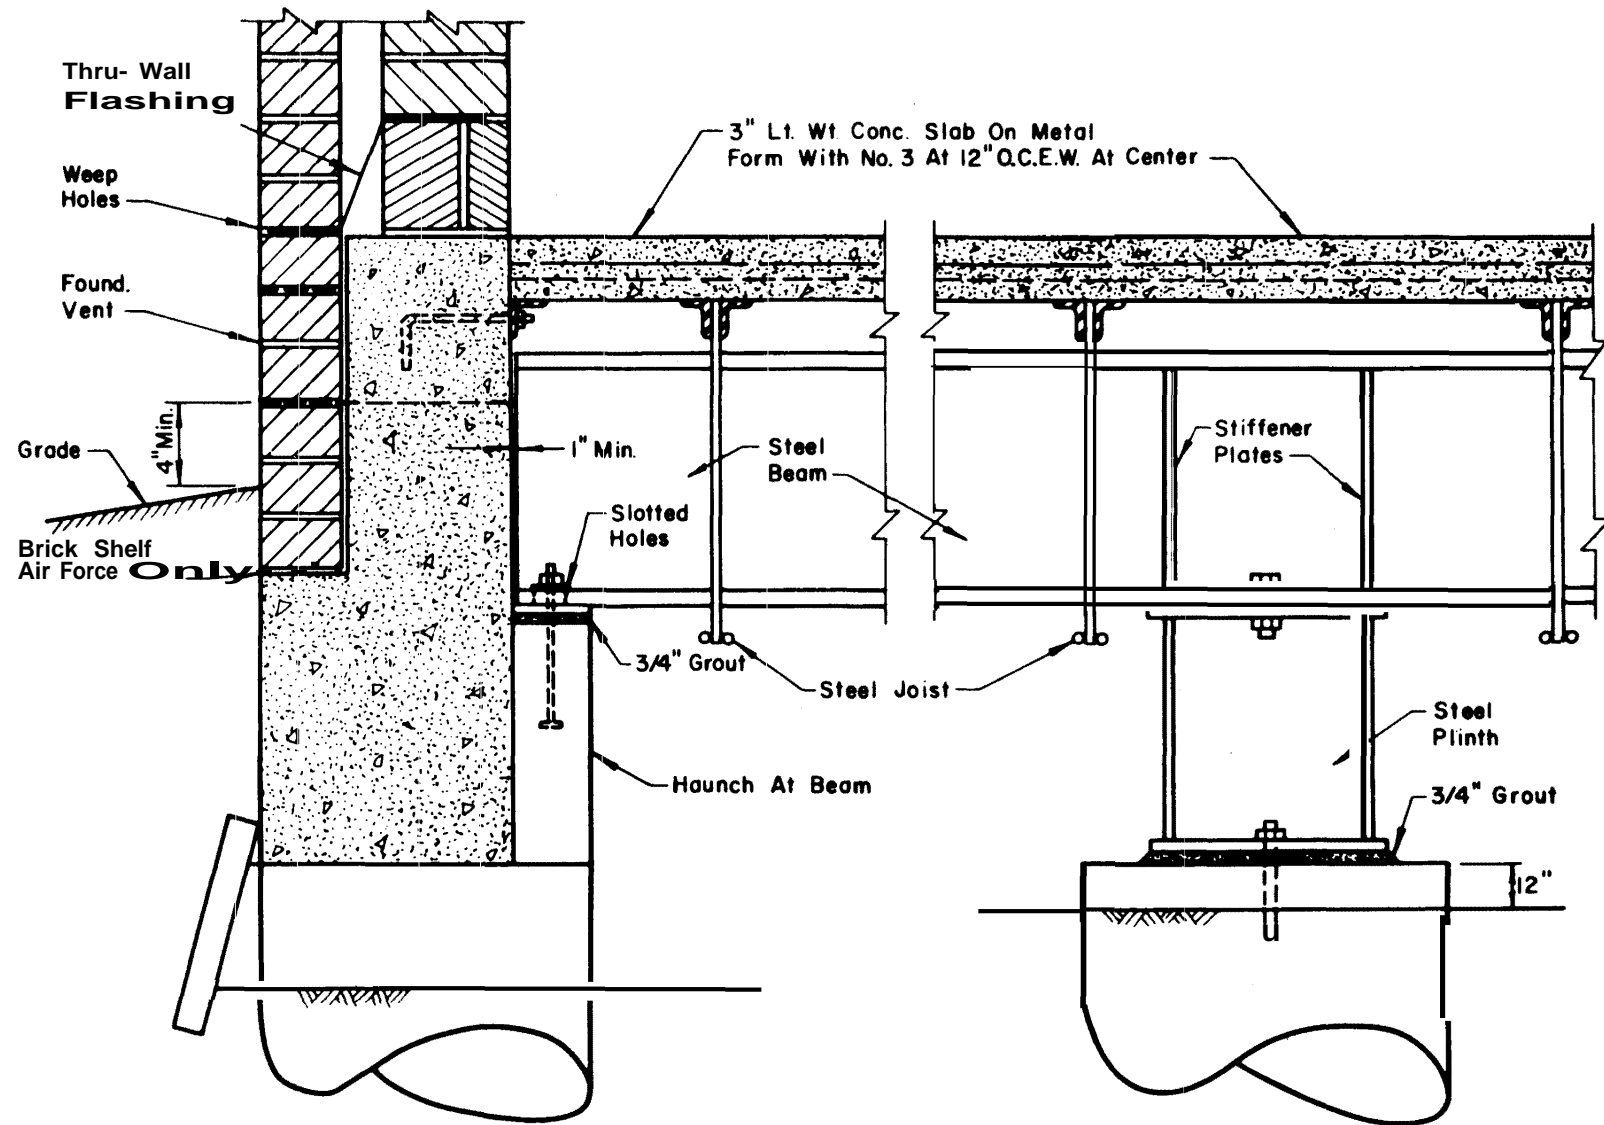 Thru- Wall
Flashing
3" Lt. Wt. Conc. Slab On Metal
Form With No. 3 At 12" O.C.E.W. At Center
Weep
Holes
Found.
Vent
4" Min.
Grade
1" Min.
Steel
Beam
Stiffener
Plates
Slotted
Holes
Brick Shelf
Air Force Only
3/4" Grout
Steel Joist
Steel
Plinth
Haunch At Beam
3/4" Grout
12"